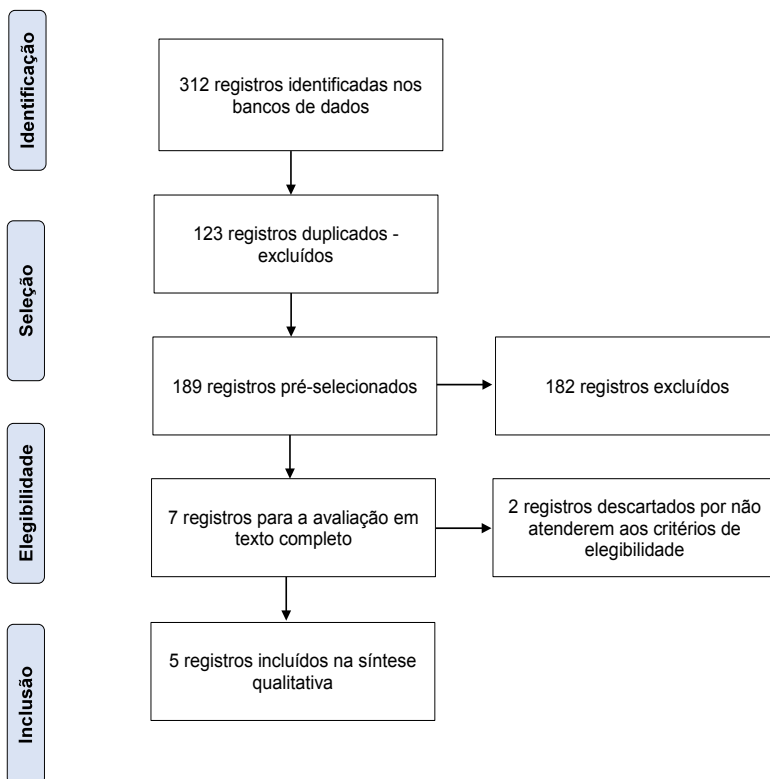 Identificação
312 registros identificadas nos
bancos de dados
123 registros duplicados -
excluídos
Seleção
189 registros pré-selecionados
182 registros excluídos
Elegibilidade
7 registros para a avaliação em
texto completo
2 registros descartados por não
atenderem aos critérios de
elegibilidade
Inclusão
5 registros incluídos na síntese
qualitativa